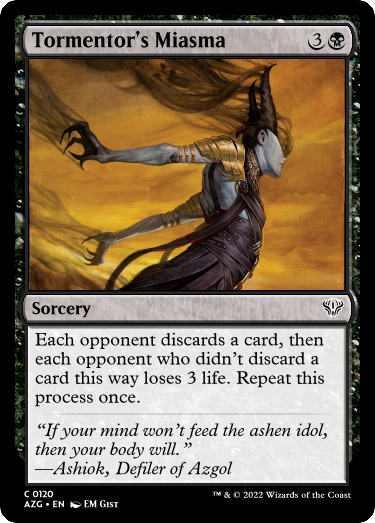 Tormentor's Miasma 3
Sorcery
Each opponent discards a card, then
each opponent who didn't discard a
card this way loses 3 life. Repeat this
process once.
"If your mind won't feed the ashen idol,
then your body will."
—Ashiok, Defiler of Azgol
C 0120
AZG • EN EM GIST
™ & © 2022 Wizards of the Coast